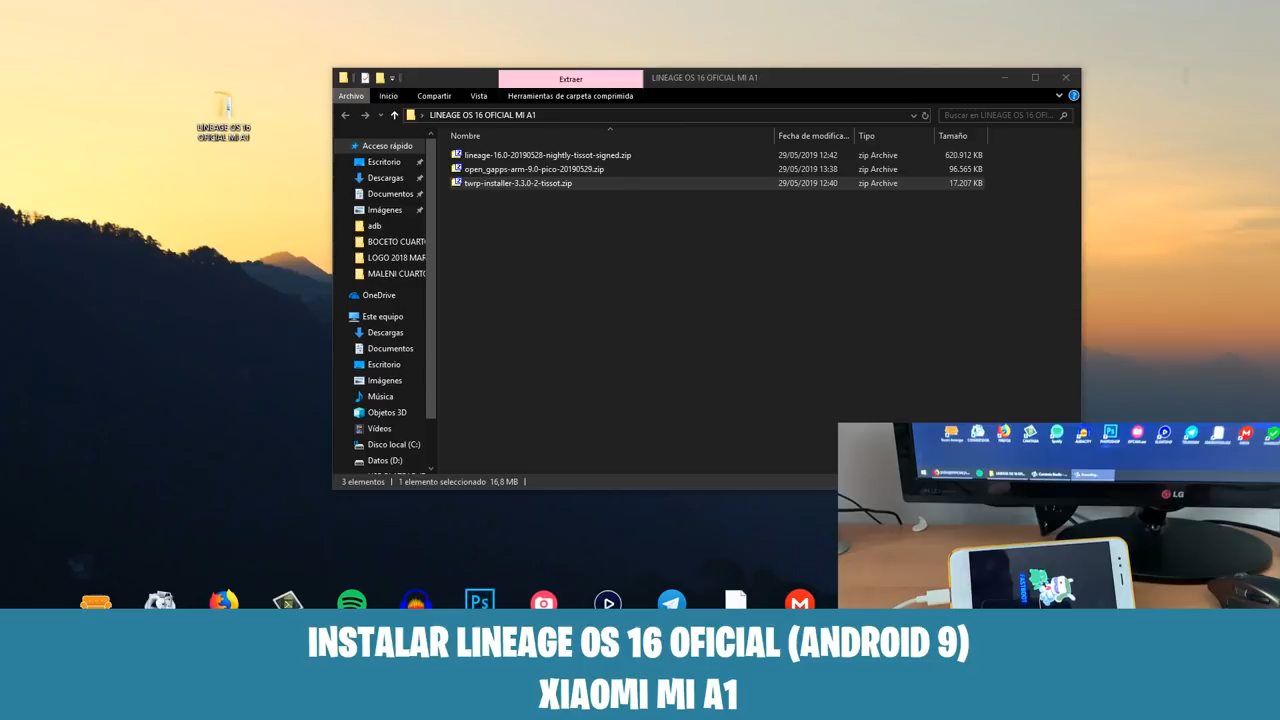 Extraer
LINEAGE OS 16 OFICIAL MI A1
Archivo Inicio Compartir Vista Herramientas de carpeta comprimida
LINEAGE OS 16 OFICIAL MI A1
Buscar en LINEAGE OS 16 OFI...
Nombre Fecha de modifica... Tipo Tamaño
lineage-16.0-20190528-nightly-tissot-signed.zip 29/05/2019 12:42 zip Archive 620.912 KB
open_gapps-arm-9.0-pico-20190529.zip 29/05/2019 13:38 zip Archive 96.565 KB
twrp-installer-3.3.0-2-tissot.zip 29/05/2019 12:40 zip Archive 17.207 KB
Acceso rápido
Escritorio
Descargas
Documentos
Imágenes
adb
BOCETO CUART
LOGO 2018 MAR
MALENI CUART
OneDrive
Este equipo
Descargas
Documentos
Escritorio
Imágenes
Música
Objetos 3D
Vídeos
Disco local (C:)
Datos (D:)
3 elementos 1 elemento seleccionado 16,8 MB
LINEAGE OS 16
OFICIAL MI A1
Ps
M
LG
FASTBOOT
INSTALAR LINEAGE OS 16 OFICIAL (ANDROID 9)
XIAOMI MI A1